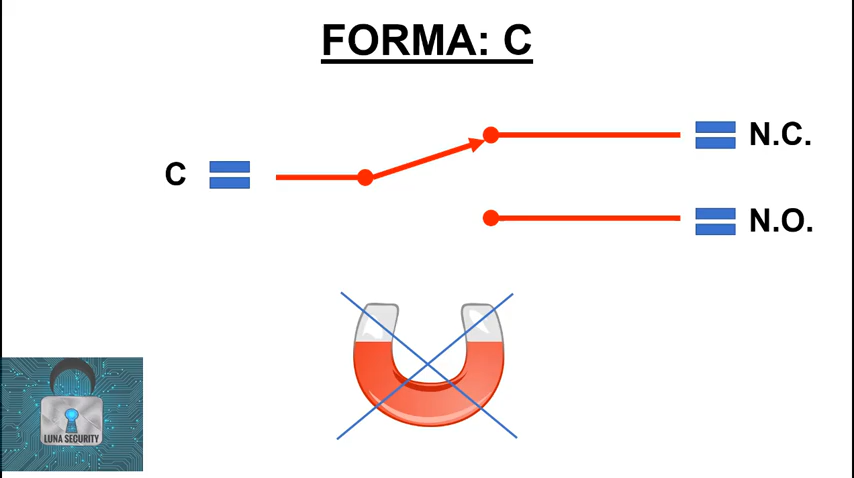 FORMA: C
C
N.C.
N.O.
LUNA SECURITY